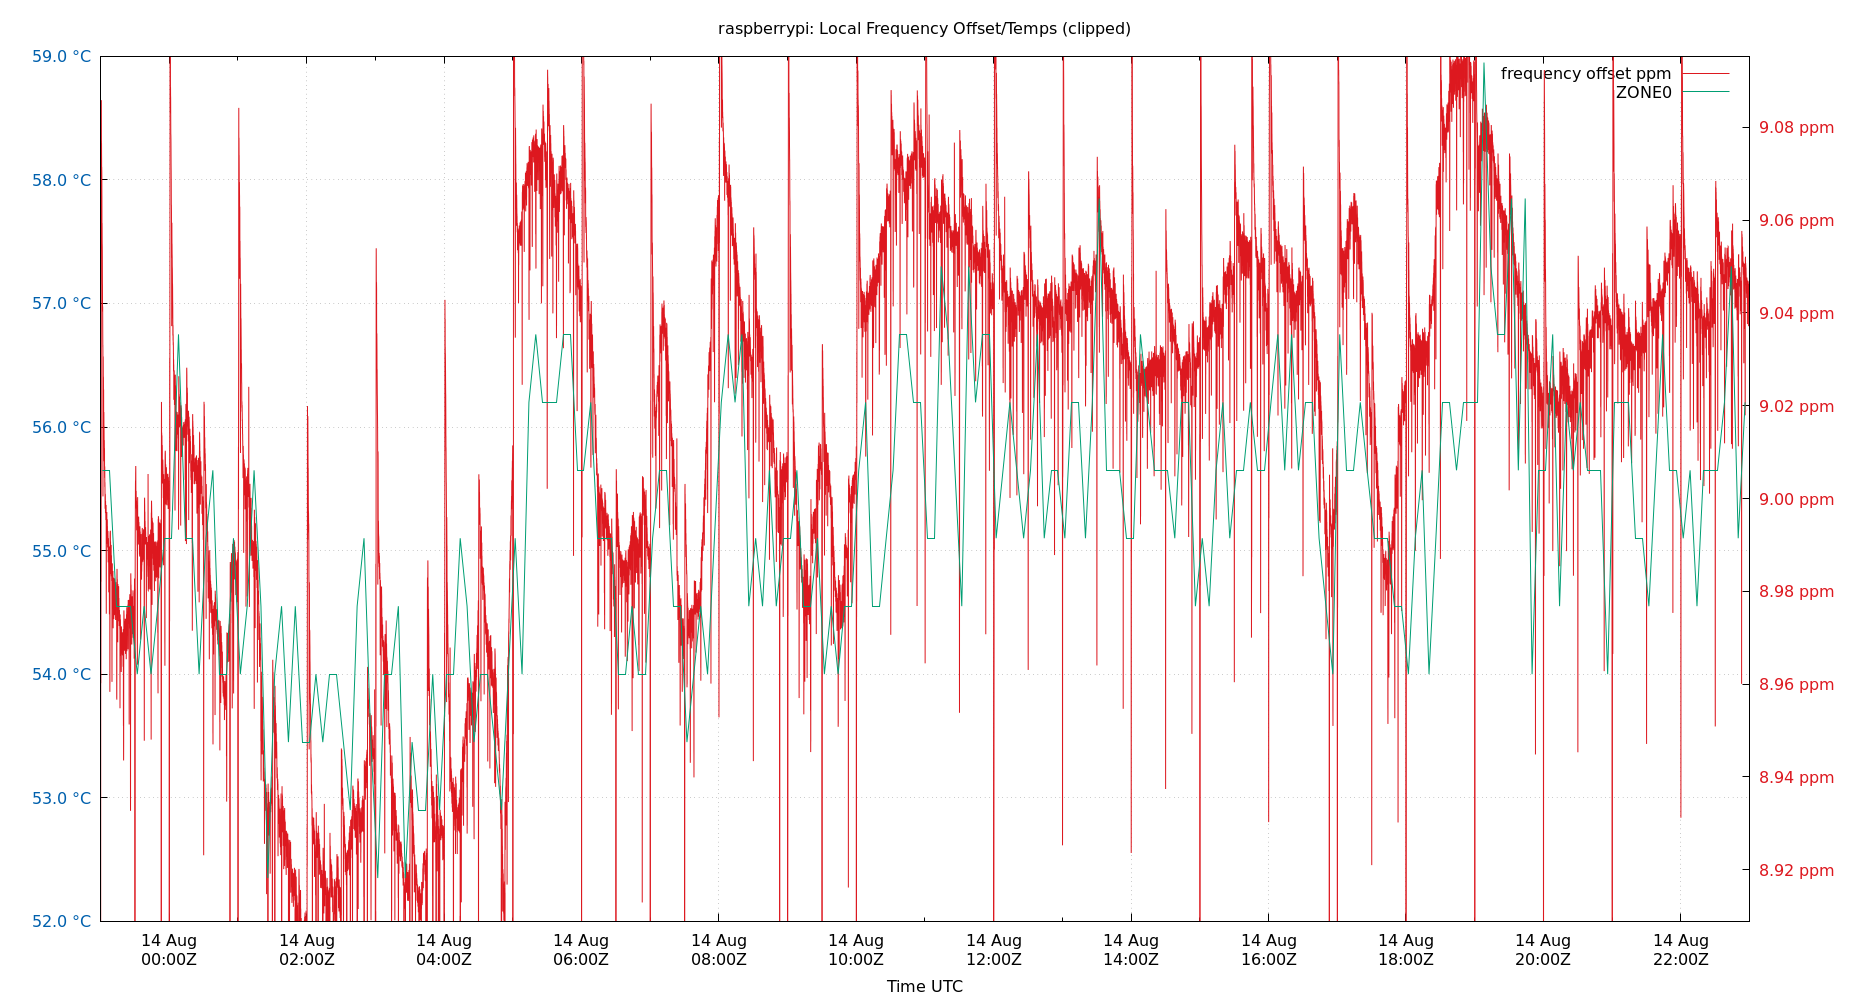 raspberrypi: Local Frequency Offset/Temps (clipped)
59.0 °C
58.0 °C
57.0 °C
56.0 °C
55.0 °C
54.0 °C
53.0 °C
52.0 °C
frequency offset ppm
ZONE0
9.08 ppm
9.06 ppm
9.04 ppm
9.02 ppm
9.00 ppm
8.98 ppm
8.96 ppm
8.94 ppm
8.92 ppm
14 Aug 14 Aug 14 Aug 14 Aug 14 Aug 14 Aug 14 Aug 14 Aug 14 Aug 14 Aug 14 Aug 14 Aug
00:00Z 02:00Z 04:00Z 06:00Z 08:00Z 10:00Z 12:00Z 14:00Z 16:00Z 18:00Z 20:00Z 22:00Z
Time UTC